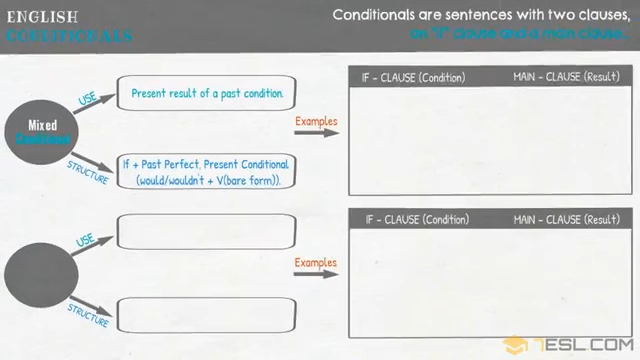 ENGLISH
CONDITIONALS
Conditionals are sentences with two clauses,
an "if" clause and a main clause...
Mixed
Conditional
USE
Present result of a past condition.
STRUCTURE
If + Past Perfect, Present Conditional
(would/wouldn't + V(bare form)).
Examples
IF - CLAUSE (Condition) MAIN - CLAUSE (Result)
USE
STRUCTURE
Examples
IF - CLAUSE (Condition) MAIN - CLAUSE (Result)
7ESL.COM